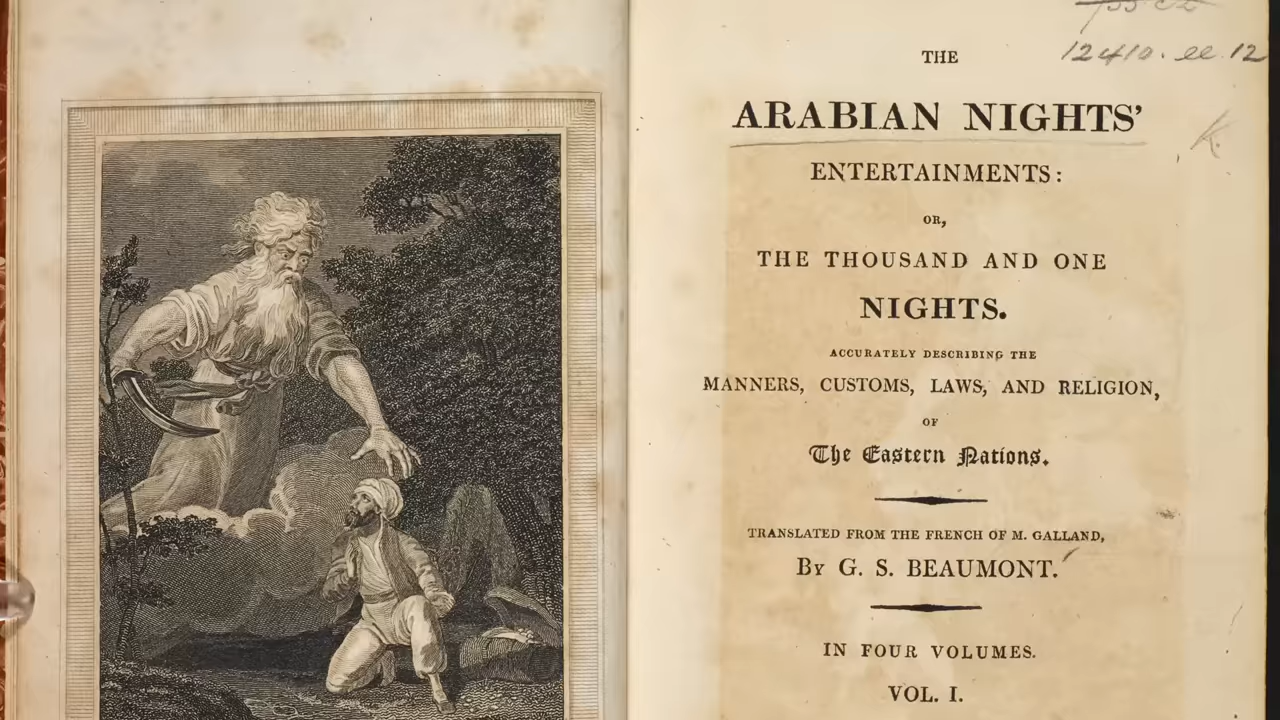 12410. ee. 12
THE
ARABIAN NIGHTS'
ENTERTAINMENTS:
OR,
THE THOUSAND AND ONE
NIGHTS.
ACCURATELY DESCRIBING THE
MANNERS, CUSTOMS, LAWS, AND RELIGION,
OF
The Eastern Nations.
TRANSLATED FROM THE FRENCH OF M. GALLAND,
By G. S. BEAUMONT.
IN FOUR VOLUMES.
VOL. I.